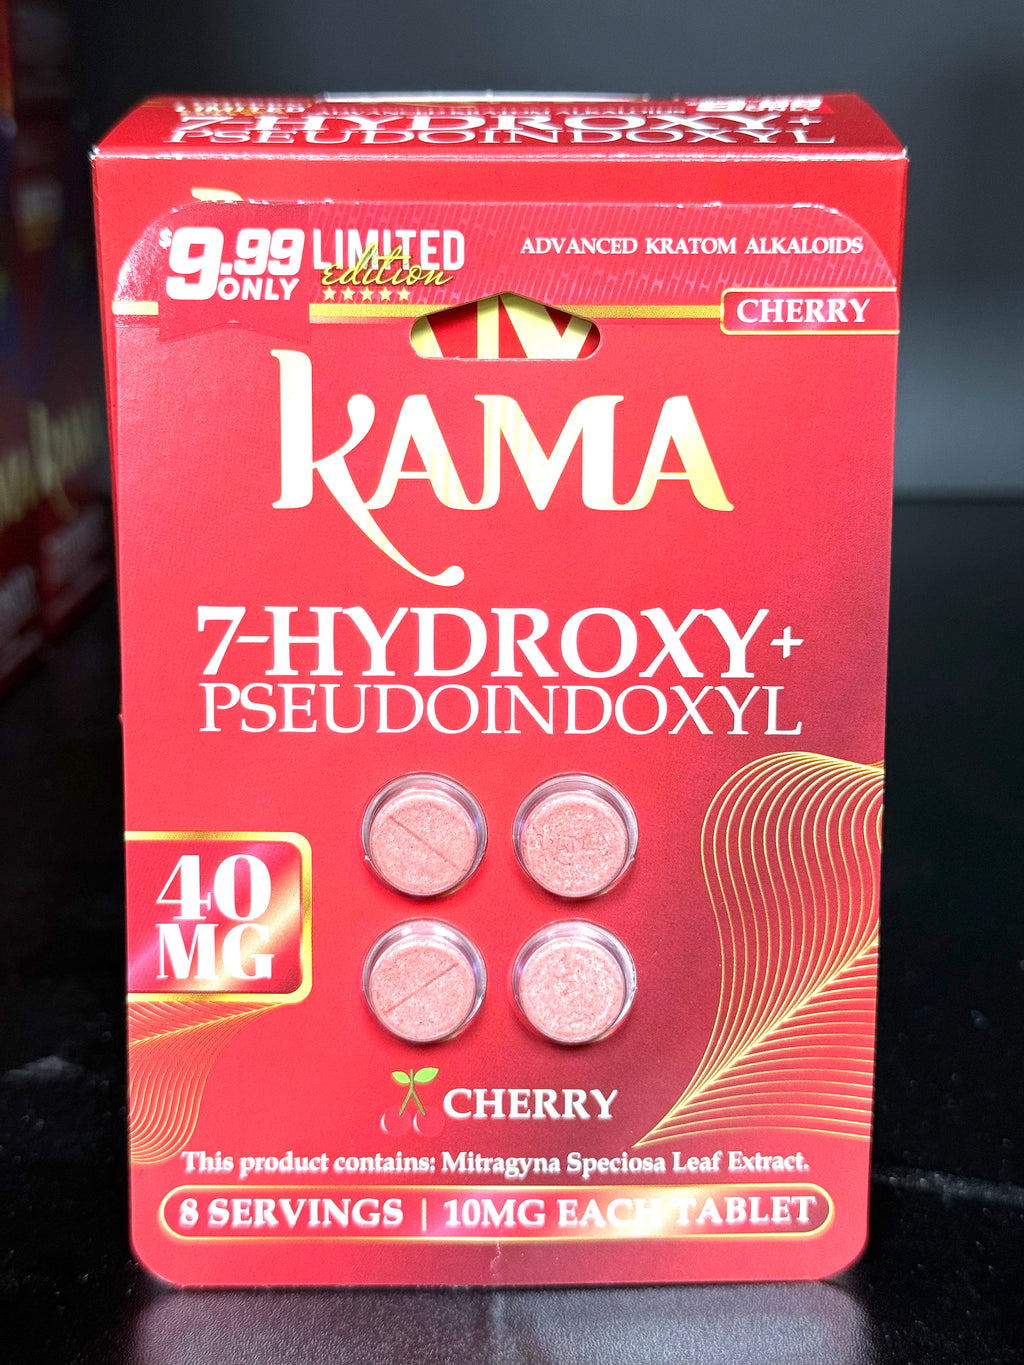 7-HYDROXY+
PSEUDOINDOXYL
$9.99 ONLY
LIMITED
edition
ADVANCED KRATOM ALKALOIDS
CHERRY
KAMA
7-HYDROXY+
PSEUDOINDOXYL
40
MG
CHERRY
This product contains: Mitragyna Speciosa Leaf Extract.
8 SERVINGS | 10MG EACH TABLET